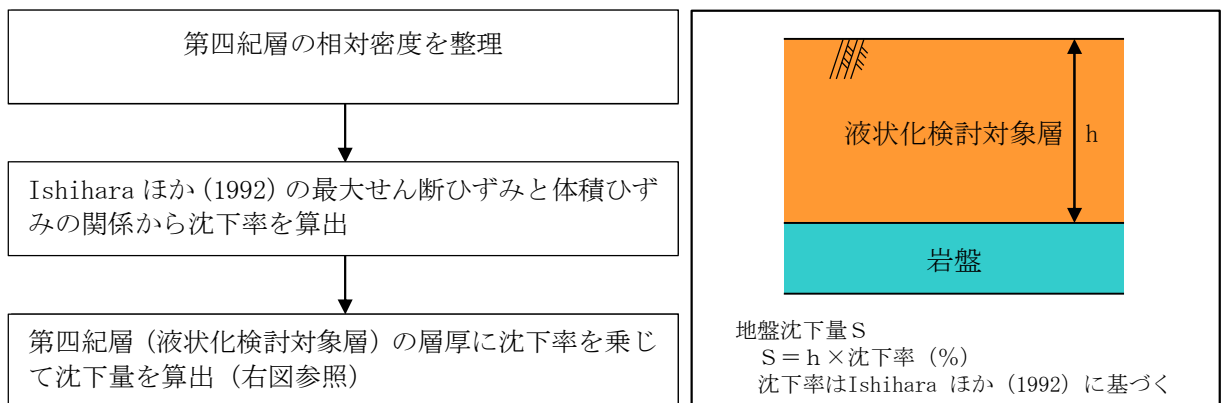 第四紀層の相対密度を整理
Ishihara ほか (1992) の最大せん断ひずみと体積ひず
みの関係から沈下率を算出
第四紀層（液状化検討対象層）の層厚に沈下率を乗じ
て沈下量を算出（右図参照）
液状化検討対象層 h
岩盤
地盤沈下量Ｓ
Ｓ＝ｈ×沈下率（%）
沈下率はIshihara ほか（1992）に基づく